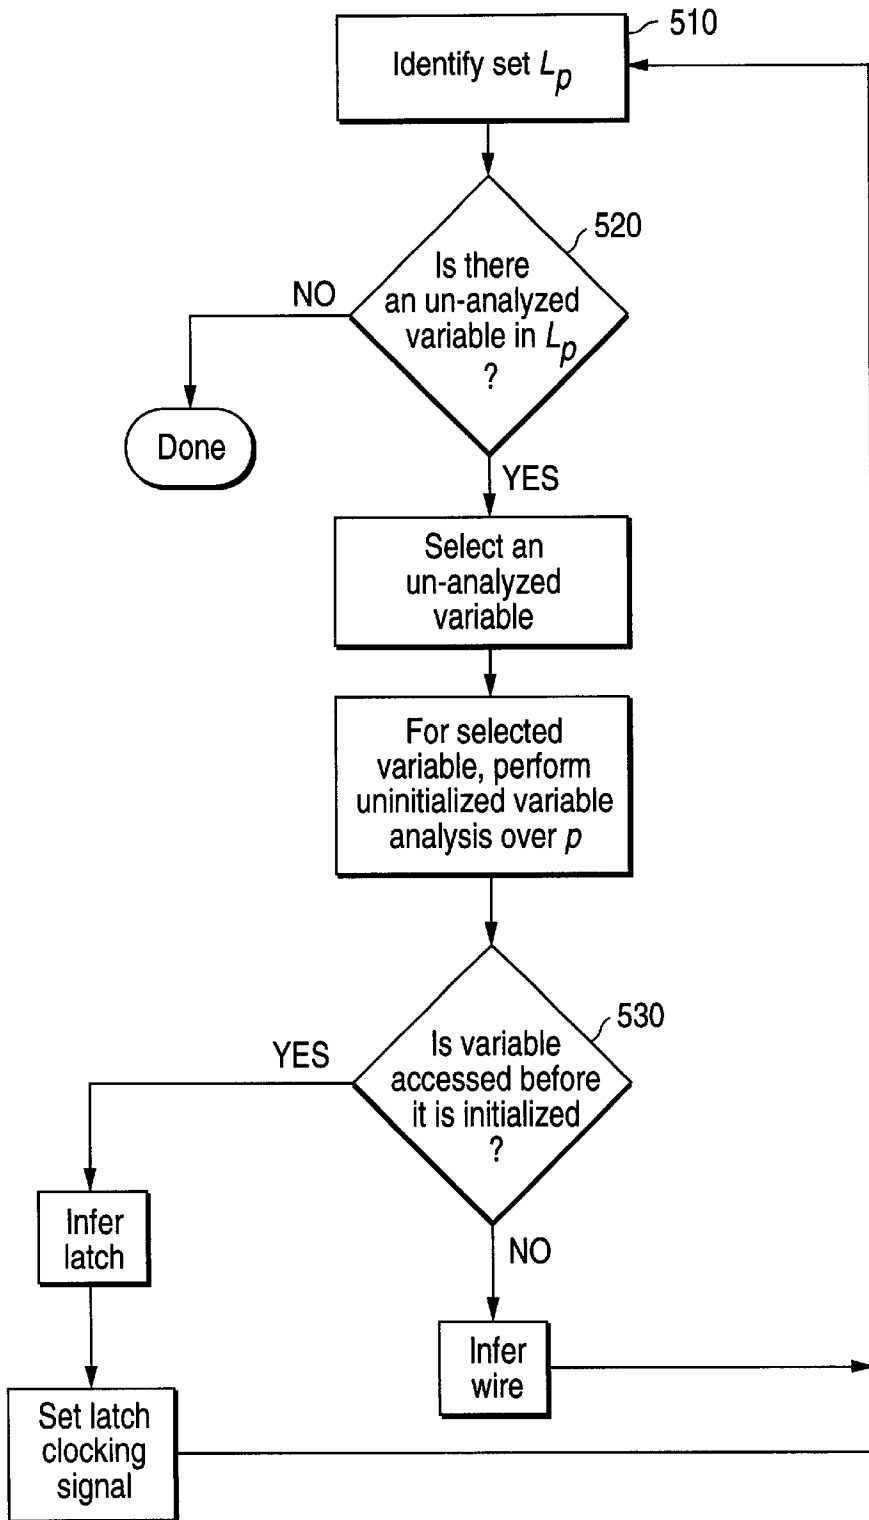 510
Identify set Lp
520
Is there
an un-analyzed
variable in Lp
?
NO
Done
YES
Select an
un-analyzed
variable
For selected
variable, perform
uninitialized variable
analysis over p
530
Is variable
accessed before
it is initialized
?
YES
Infer
latch
NO
Infer
wire
Set latch
clocking
signal